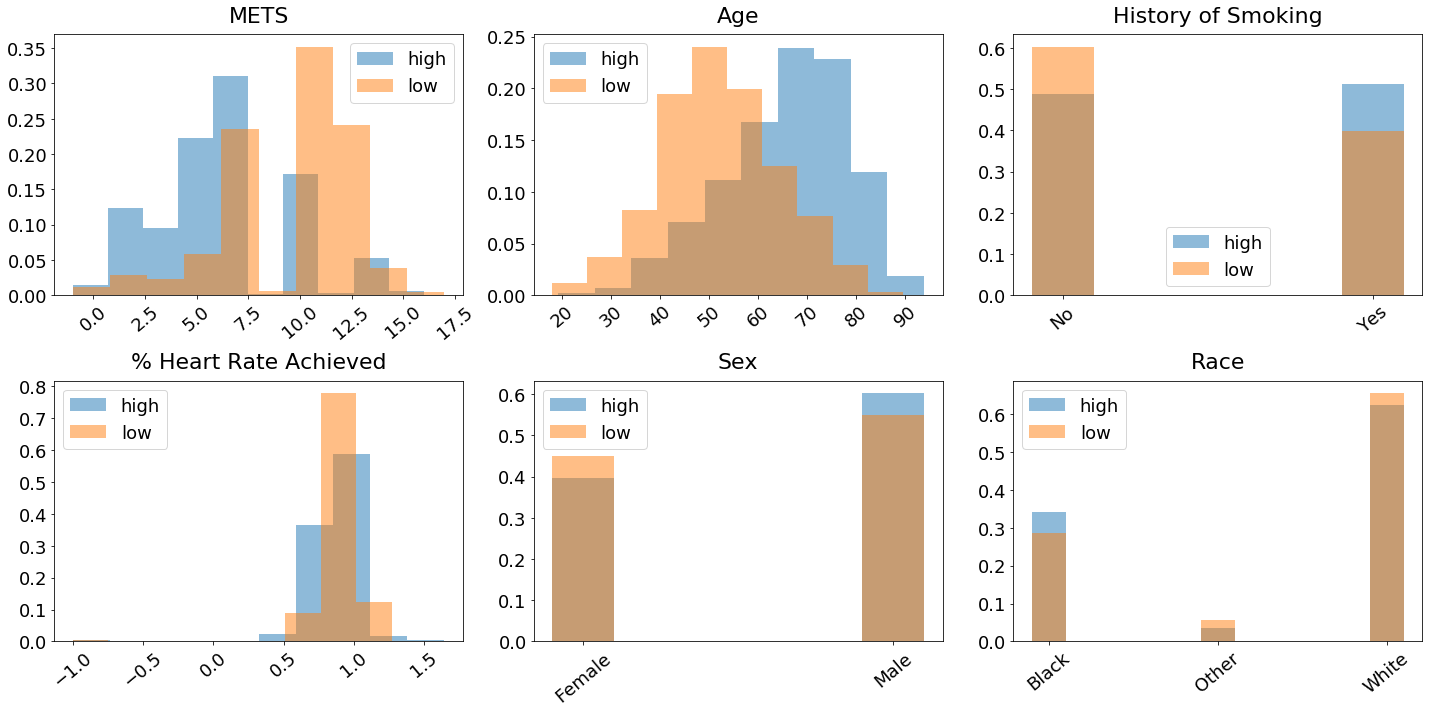 METS
0.35
0.30
0.25
0.20
0.15
0.10
0.05
0.00
high
low
0.0
2.5
5.0
7.5
10.0
12.5
15.0
17.5
Age
0.25
0.20
0.15
0.10
0.05
0.00
high
low
20
30
40
50
60
70
80
90
History of Smoking
0.6
0.5
0.4
0.3
0.2
0.1
0.0
high
low
No
Yes
% Heart Rate Achieved
0.8
0.7
0.6
0.5
0.4
0.3
0.2
0.1
0.0
high
low
−1.0
−0.5
0.0
0.5
1.0
1.5
Sex
0.6
0.5
0.4
0.3
0.2
0.1
0.0
high
low
Female
Male
Race
0.6
0.5
0.4
0.3
0.2
0.1
0.0
high
low
Black
Other
White